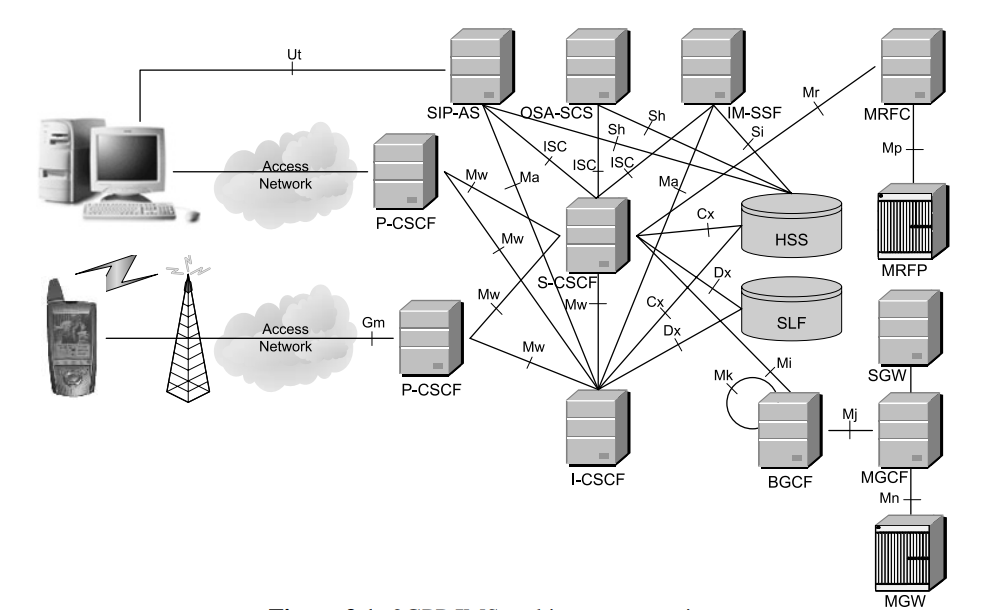 Ut
SIP-AS
OSA-SCS
IM-SSF
MRFC
Mr
Sh
Sh
Si
Mp
ISC
ISC
ISC
Access
Network
P-CSCF
Mw
Ma
Ma
Cx
HSS
MRFP
Mw
S-CSCF
Dx
Mw
Mw
Cx
SLF
Access
Network
Gm
P-CSCF
Mw
Dx
Mi
SGW
Mk
Mj
I-CSCF
BGCF
MGCF
Mn
MGW